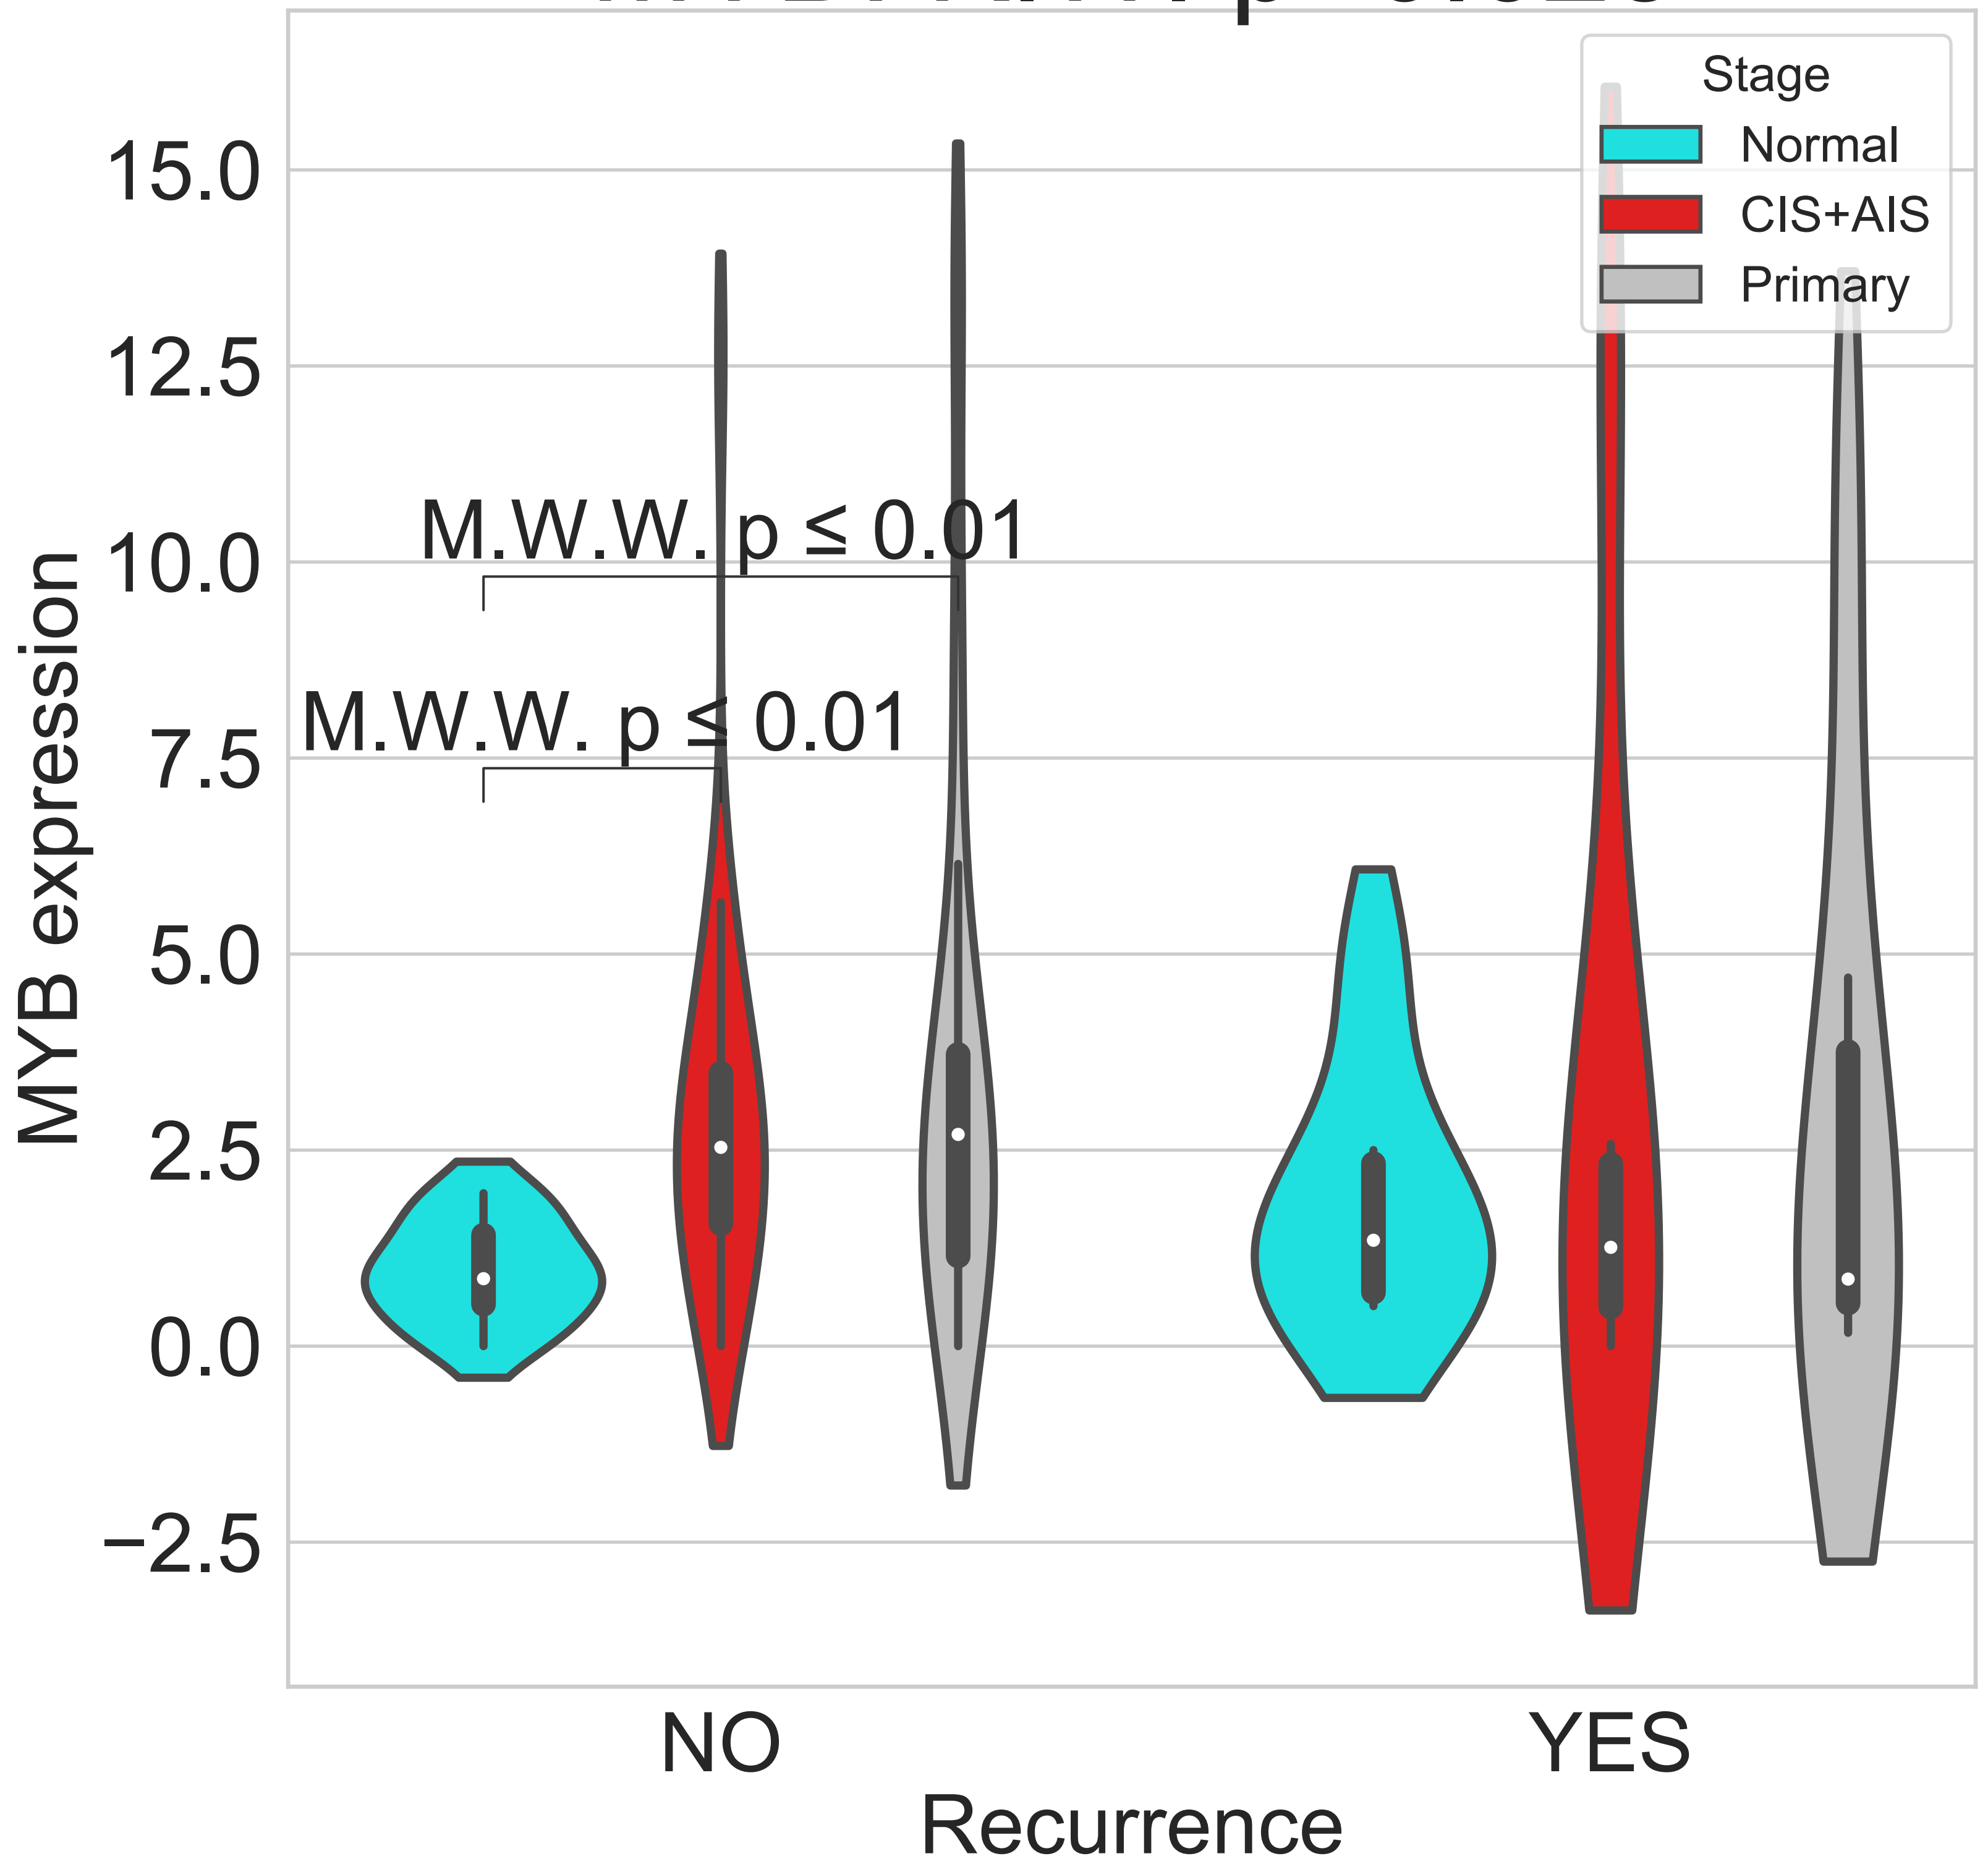 Stage
Normal
CIS+AIS
Primary
MYB expression
15.0
12.5
10.0
7.5
5.0
2.5
0.0
−2.5
M.W.W. p ≤ 0.01
M.W.W. p ≤ 0.01
NO
YES
Recurrence